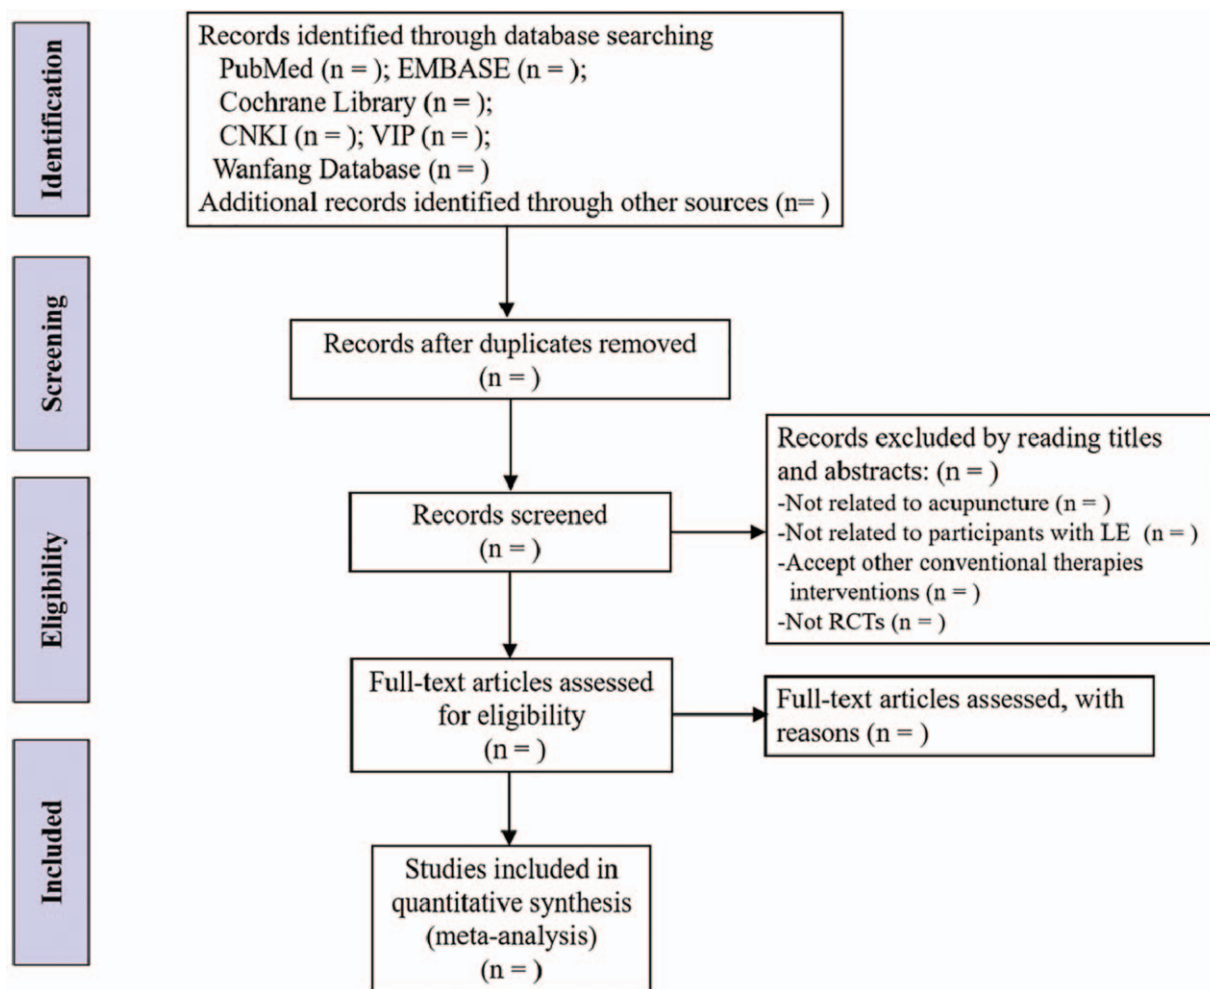 Identification
Records identified through database searching
PubMed (n = ); EMBASE (n = );
Cochrane Library (n = );
CNKI (n = ); VIP (n = );
Wanfang Database (n = )
Additional records identified through other sources (n= )
Screening
Records after duplicates removed
(n = )
Eligibility
Records screened
(n = )
Records excluded by reading titles
and abstracts: (n = )
-Not related to acupuncture (n = )
-Not related to participants with LE (n = )
-Accept other conventional therapies
interventions (n = )
-Not RCTs (n = )
Full-text articles assessed
for eligibility
(n = )
Full-text articles assessed, with
reasons (n = )
Included
Studies included in
quantitative synthesis
(meta-analysis)
(n = )